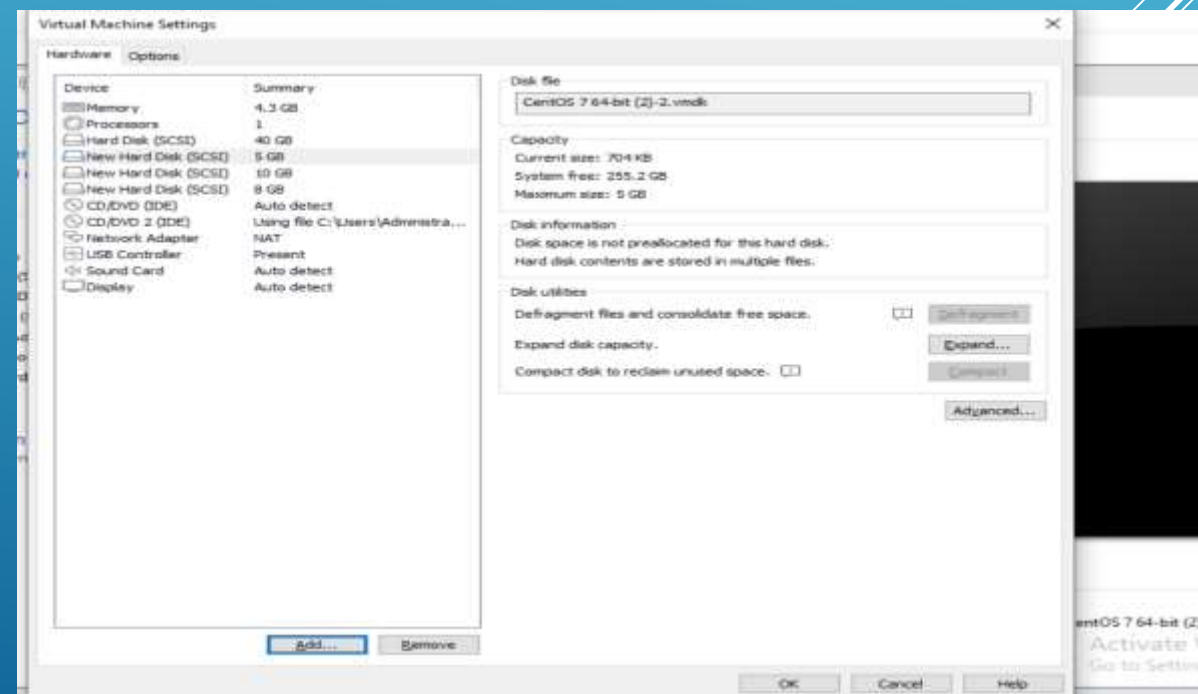 Virtual Machine Settings
Hardware Options
Device Summary
Memory 4.3 GB
Processors 1
Hard Disk (SCSI) 40 GB
New Hard Disk (SCSI) 5 GB
New Hard Disk (SCSI) 10 GB
New Hard Disk (SCSI) 8 GB
CD/DVD (IDE) Auto detect
CD/DVD 2 (IDE) Using file C:\Users\Administra...
Network Adapter NAT
USB Controller Present
Sound Card Auto detect
Display Auto detect
Add... Remove
Disk file
CentOS 7 64-bit (2)-2.vmdk
Capacity
Current size: 704 KB
System free: 255.2 GB
Maximum size: 5 GB
Disk information
Disk space is not preallocated for this hard disk.
Hard disk contents are stored in multiple files.
Disk utilities
Defragment files and consolidate free space. Defragment
Expand disk capacity. Expand...
Compact disk to reclaim unused space. Compact
Advanced...
OK Cancel Help
entOS 7 64-bit (2)
Activate
Go to Settin